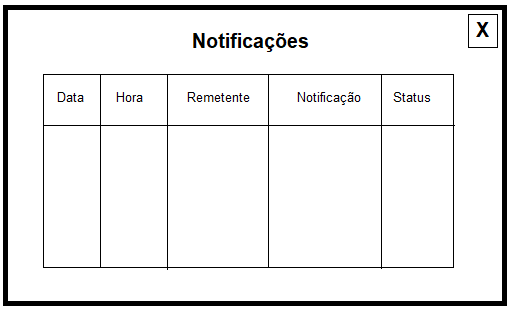 X
Notificações
Data Hora Remetente Notificação Status